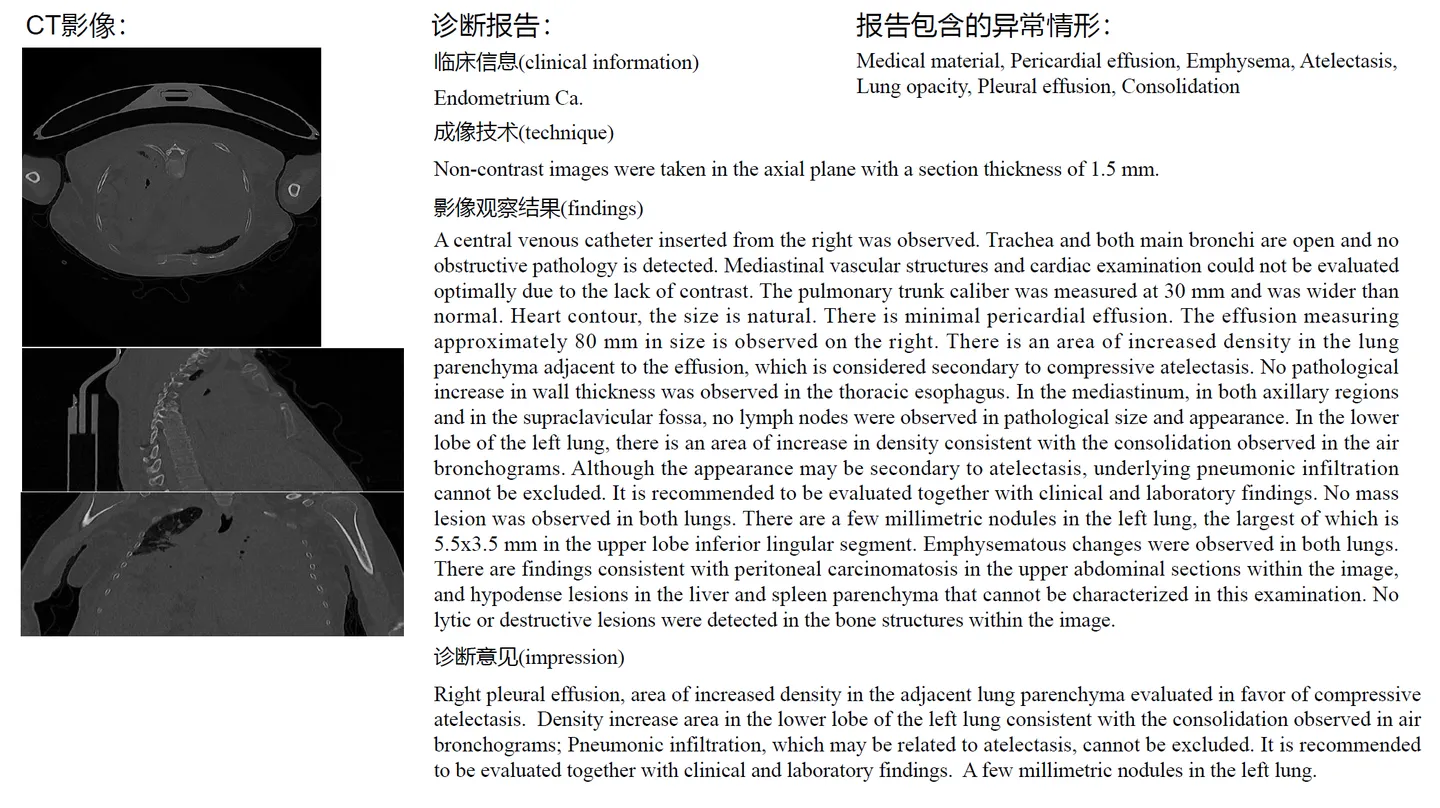 CT影像：
诊断报告：
临床信息(clinical information)
Endometrium Ca.
成像技术(technique)
Non-contrast images were taken in the axial plane with a section thickness of 1.5 mm.
影像观察结果(findings)
A central venous catheter inserted from the right was observed. Trachea and both main bronchi are open and no
obstructive pathology is detected. Mediastinal vascular structures and cardiac examination could not be evaluated
optimally due to the lack of contrast. The pulmonary trunk caliber was measured at 30 mm and was wider than
normal. Heart contour, the size is natural. There is minimal pericardial effusion. The effusion measuring
approximately 80 mm in size is observed on the right. There is an area of increased density in the lung
parenchyma adjacent to the effusion, which is considered secondary to compressive atelectasis. No pathological
increase in wall thickness was observed in the thoracic esophagus. In the mediastinum, in both axillary regions
and in the supraclavicular fossa, no lymph nodes were observed in pathological size and appearance. In the lower
lobe of the left lung, there is an area of increase in density consistent with the consolidation observed in the air
bronchograms. Although the appearance may be secondary to atelectasis, underlying pneumonic infiltration
cannot be excluded. It is recommended to be evaluated together with clinical and laboratory findings. No mass
lesion was observed in both lungs. There are a few millimetric nodules in the left lung, the largest of which is
5.5x3.5 mm in the upper lobe inferior lingular segment. Emphysematous changes were observed in both lungs.
There are findings consistent with peritoneal carcinomatosis in the upper abdominal sections within the image,
and hypodense lesions in the liver and spleen parenchyma that cannot be characterized in this examination. No
lytic or destructive lesions were detected in the bone structures within the image.
诊断意见(impression)
Right pleural effusion, area of increased density in the adjacent lung parenchyma evaluated in favor of compressive
atelectasis. Density increase area in the lower lobe of the left lung consistent with the consolidation observed in air
bronchograms; Pneumonic infiltration, which may be related to atelectasis, cannot be excluded. It is recommended
to be evaluated together with clinical and laboratory findings. A few millimetric nodules in the left lung.
报告包含的异常情形：
Medical material, Pericardial effusion, Emphysema, Atelectasis,
Lung opacity, Pleural effusion, Consolidation